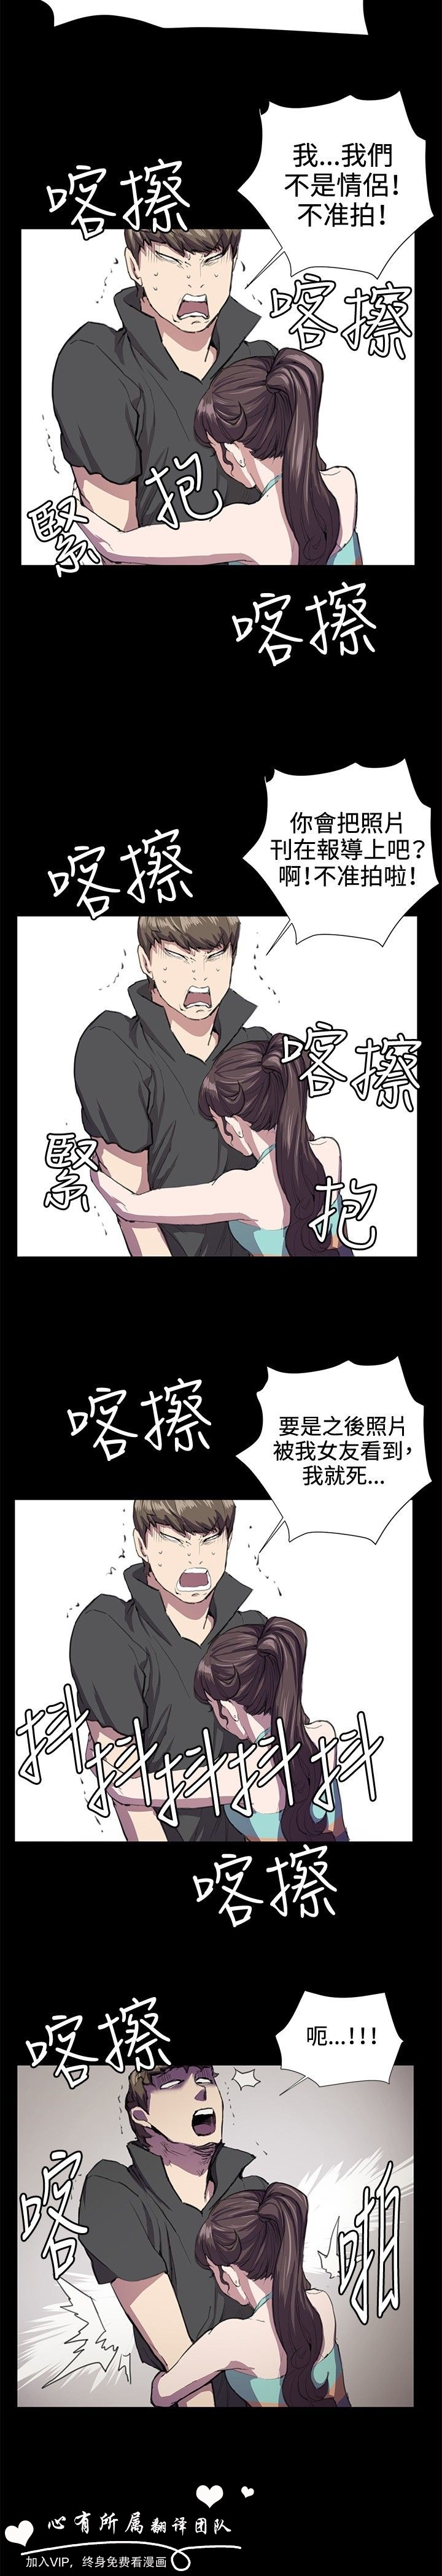 我...我們
不是情侶!
不准拍!
喀擦
喀擦
抱
緊
喀擦
你會把照片
刊在報導上吧?
啊!不准拍啦!
喀擦
喀擦
緊
抱
要是之後照片
被我女友看到,
我就死...
喀擦
抖抖抖抖抖
喀擦
呃...!!!
喀擦
喀
啪
心有所属翻译团队
加入VIP，终身免费看漫画